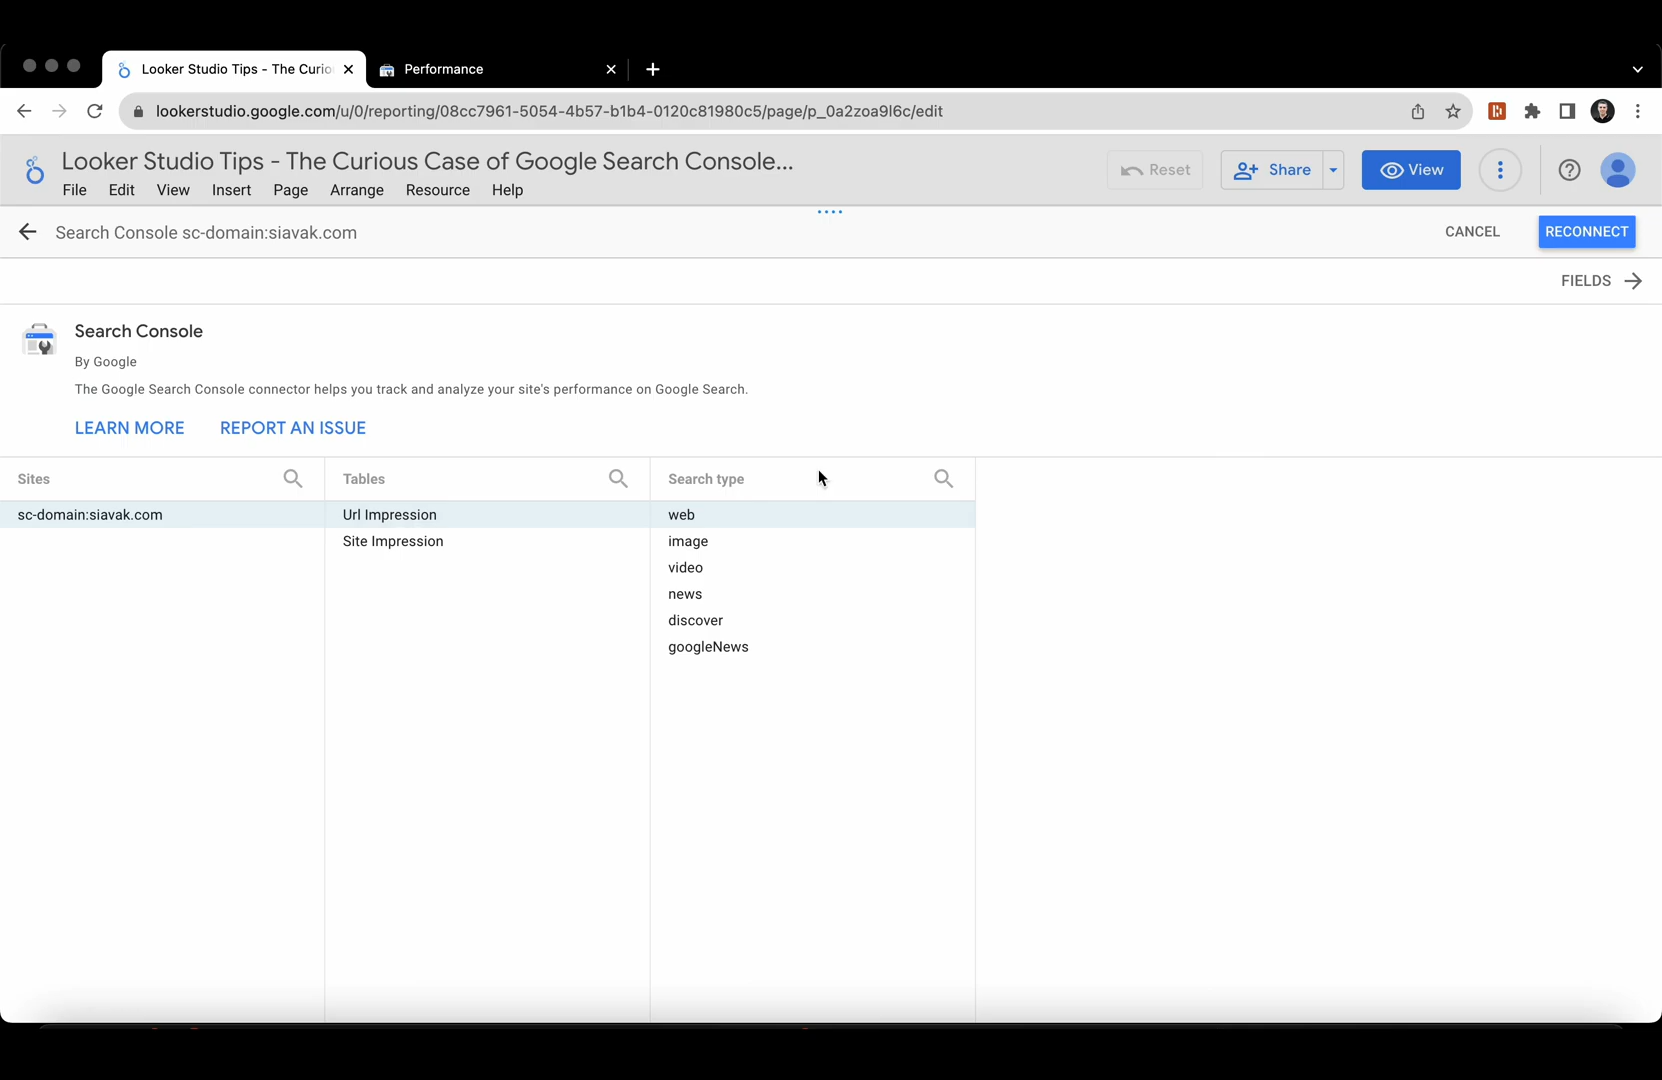 Looker Studio Tips - The Curio
Performance
lookerstudio.google.com/u/0/reporting/08cc7961-5054-4b57-b1b4-0120c81980c5/page/p_0a2zoa9l6c/edit
Looker Studio Tips - The Curious Case of Google Search Console...
Reset
Share
View
File Edit View Insert Page Arrange Resource Help
Search Console sc-domain:siavak.com
CANCEL
RECONNECT
FIELDS
Search Console
By Google
The Google Search Console connector helps you track and analyze your site's performance on Google Search.
LEARN MORE REPORT AN ISSUE
Sites Tables Search type
sc-domain:siavak.com Url Impression web
Site Impression image
video
news
discover
googleNews